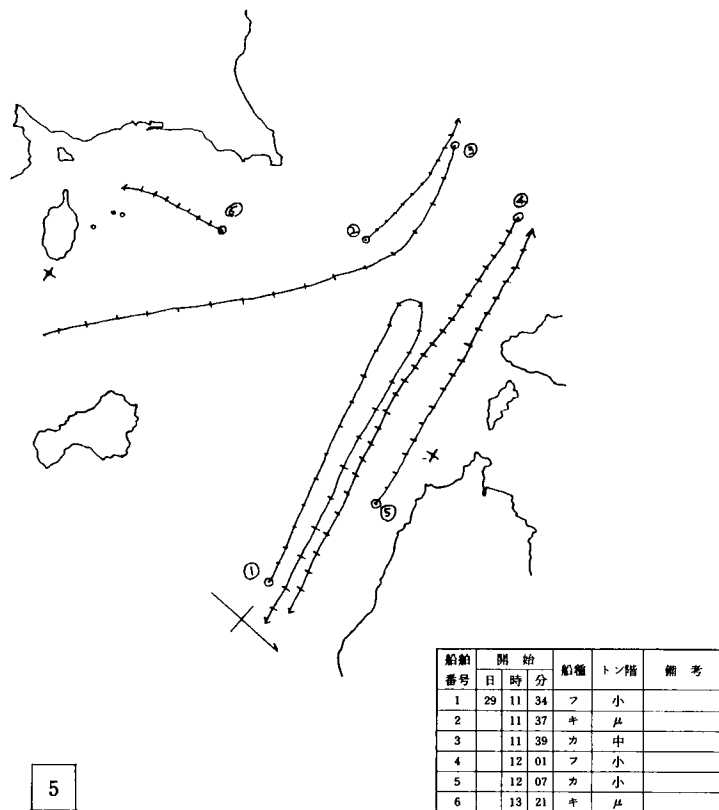 ③
④
⑥
②
⑤
①
船舶番号 開始 船種 トン階 備考
日 時 分
1 29 11 34 フ 小
2 11 37 キ μ
3 11 39 カ 中
4 12 01 フ 小
5 12 07 カ 小
6 13 21 キ μ
5